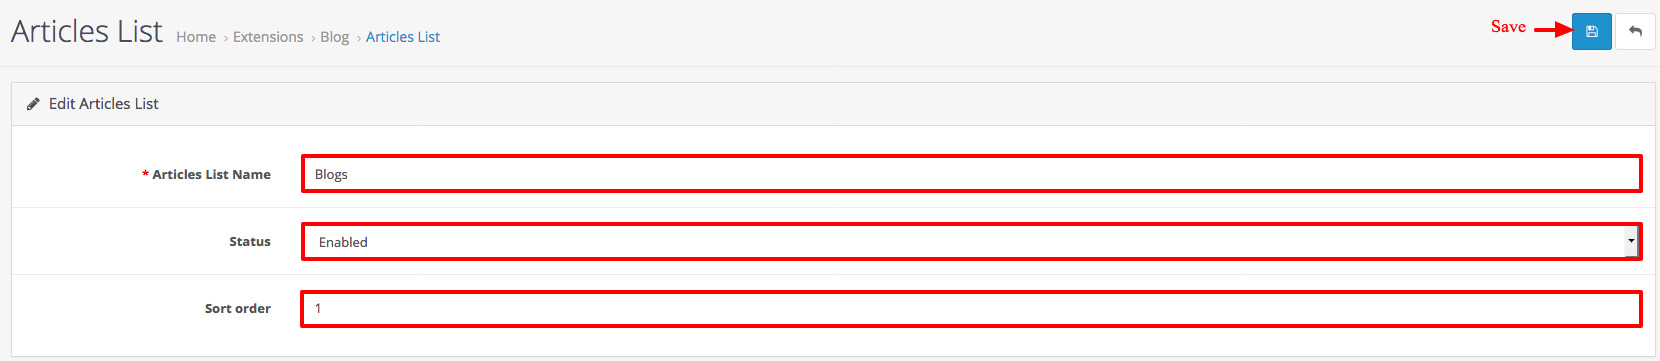 Articles List Home › Extensions › Blog › Articles List Save
Edit Articles List
* Articles List Name Blogs
Status Enabled
Sort order 1